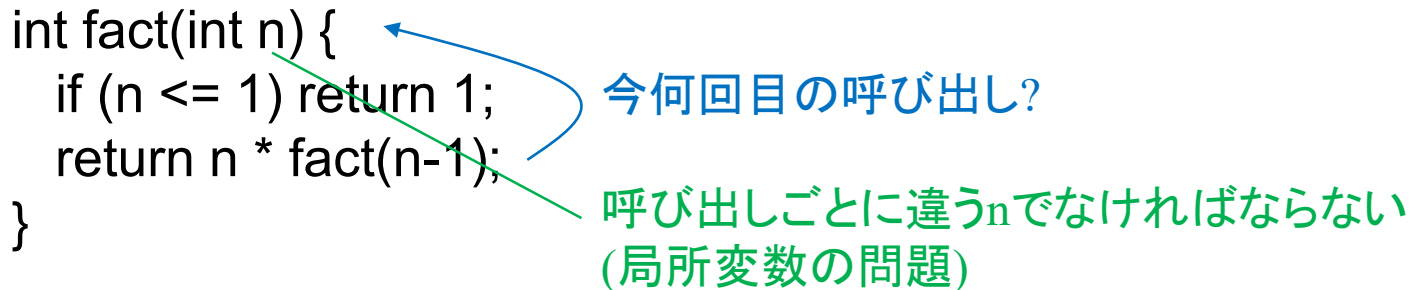 int fact(int n) {
if (n <= 1) return 1;
return n * fact(n-1);
}
今何回目の呼び出し?
呼び出しごとに違うnでなければならない
(局所変数の問題)